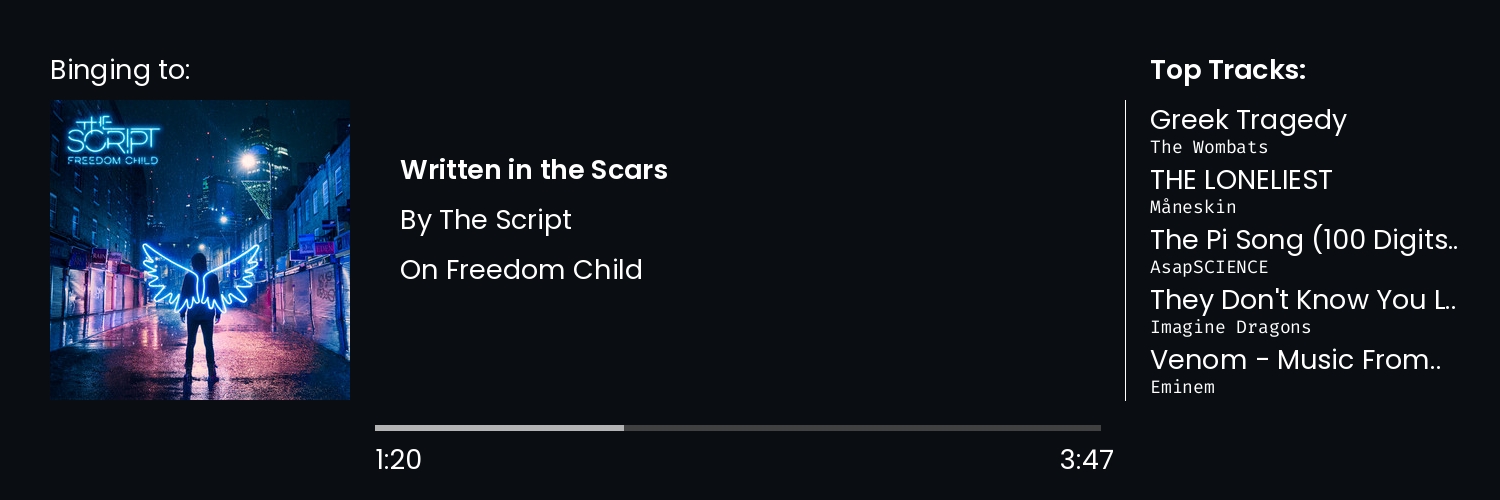 Binging to:
THE
SCRIPT
FREEDOM CHILD
Written in the Scars
By The Script
On Freedom Child
1:20
3:47
Top Tracks:
Greek Tragedy
The Wombats
THE LONELIEST
Måneskin
The Pi Song (100 Digits..
AsapSCIENCE
They Don't Know You L..
Imagine Dragons
Venom - Music From..
Eminem